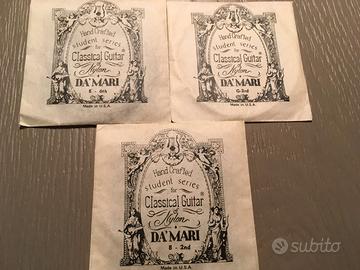 Hand Crafted
student series
for
Classical Guitar
Nylon
DA'MARI
E - 6th
Made in U.S.A.
Hand Crafted
student series
for
Classical Guitar
Nylon
DA'MARI
G-3rd
Made in U.S.A.
Hand Crafted
student series
for
Classical Guitar ®
Nylon
DA'MARI
B - 2nd
Made in U.S.A.
subito